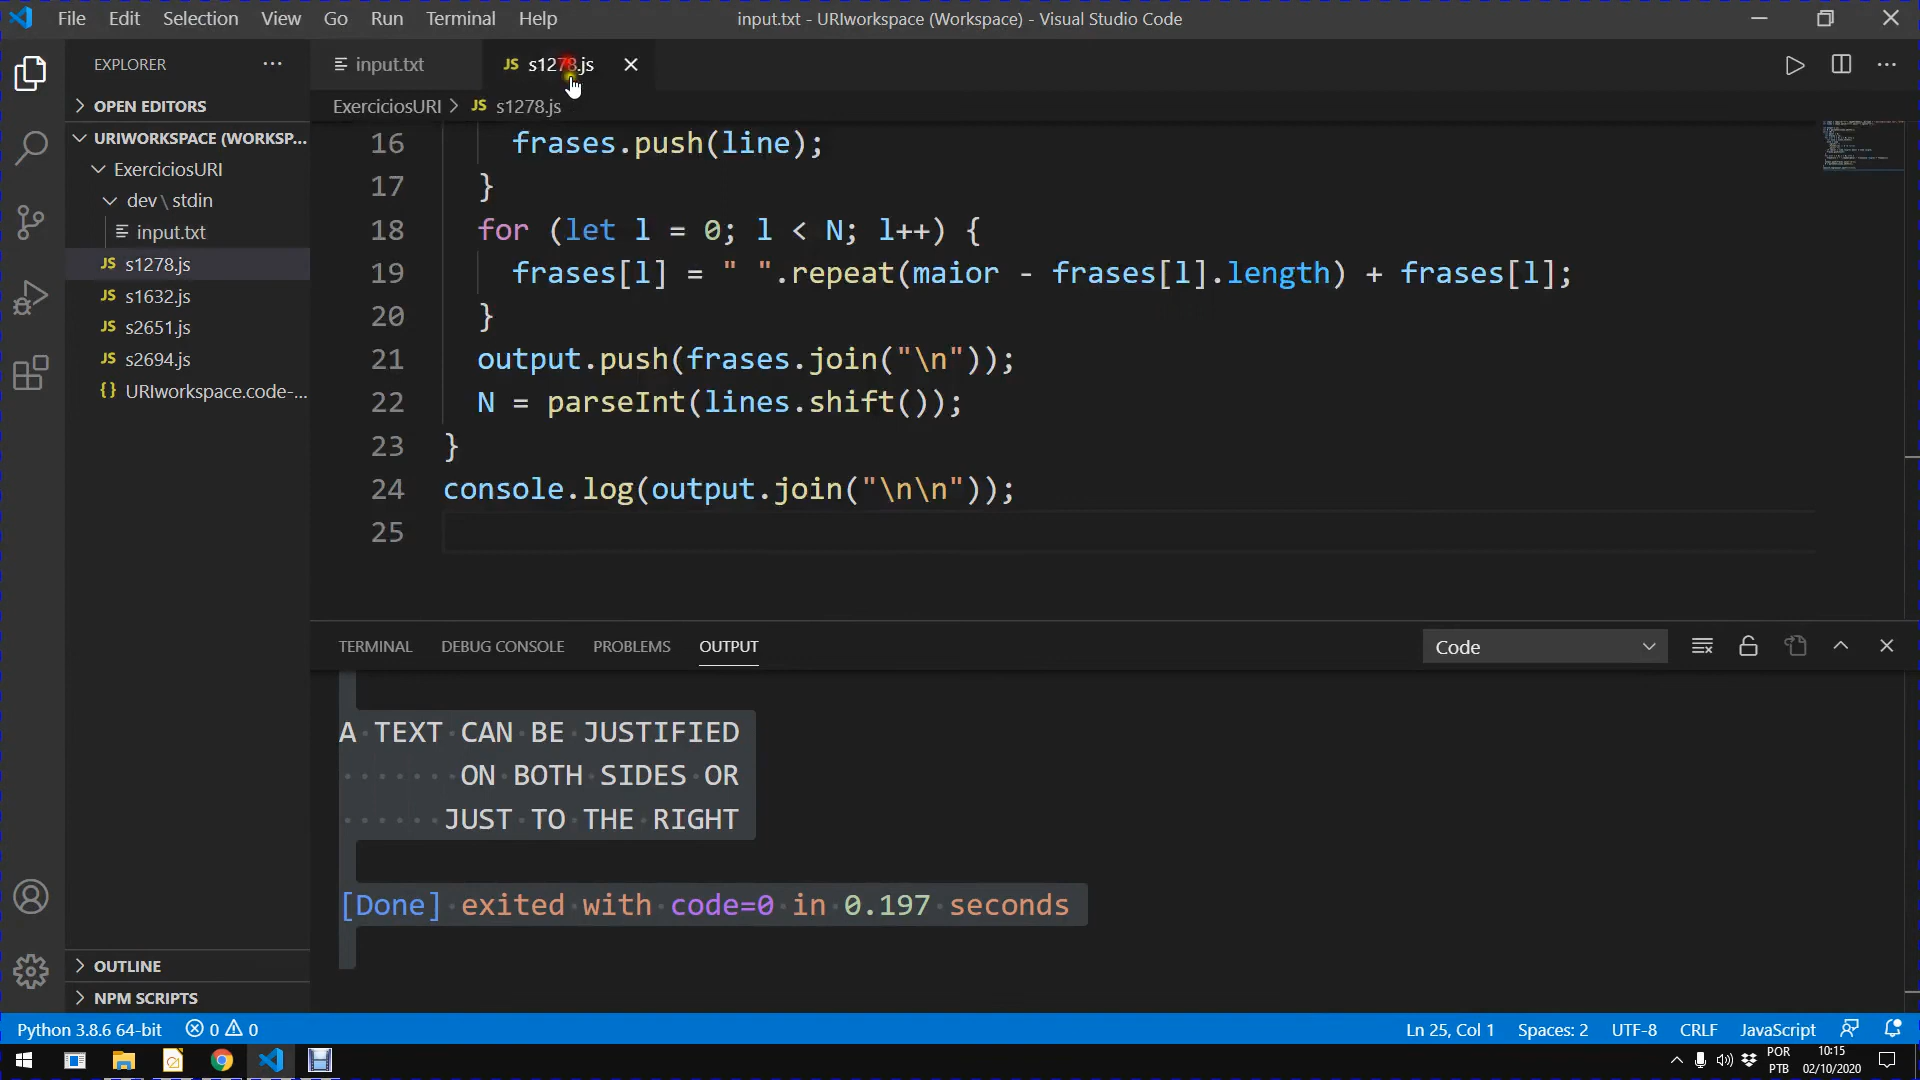 File Edit Selection View Go Run Terminal Help
input.txt - URIworkspace (Workspace) - Visual Studio Code
EXPLORER
input.txt
JS s1278.js
OPEN EDITORS
ExerciciosURI > JS s1278.js
URIWORKSPACE (WORKSP...
ExerciciosURI
dev\stdin
input.txt
JS s1278.js
JS s1632.js
JS s2651.js
JS s2694.js
{} URIworkspace.code-...
16 frases.push(line);
17 }
18 for (let l = 0; l < N; l++) {
19 frases[l] = " ".repeat(maior - frases[l].length) + frases[l];
20 }
21 output.push(frases.join("\n"));
22 N = parseInt(lines.shift());
23 }
24 console.log(output.join("\n\n"));
25
TERMINAL DEBUG CONSOLE PROBLEMS OUTPUT
Code
A·TEXT·CAN·BE·JUSTIFIED
·······ON·BOTH·SIDES·OR
······JUST·TO·THE·RIGHT
[Done]·exited·with·code=0·in·0.197·seconds
OUTLINE
NPM SCRIPTS
Python 3.8.6 64-bit 0 0
Ln 25, Col 1 Spaces: 2 UTF-8 CRLF JavaScript
POR
PTB
10:15
02/10/2020